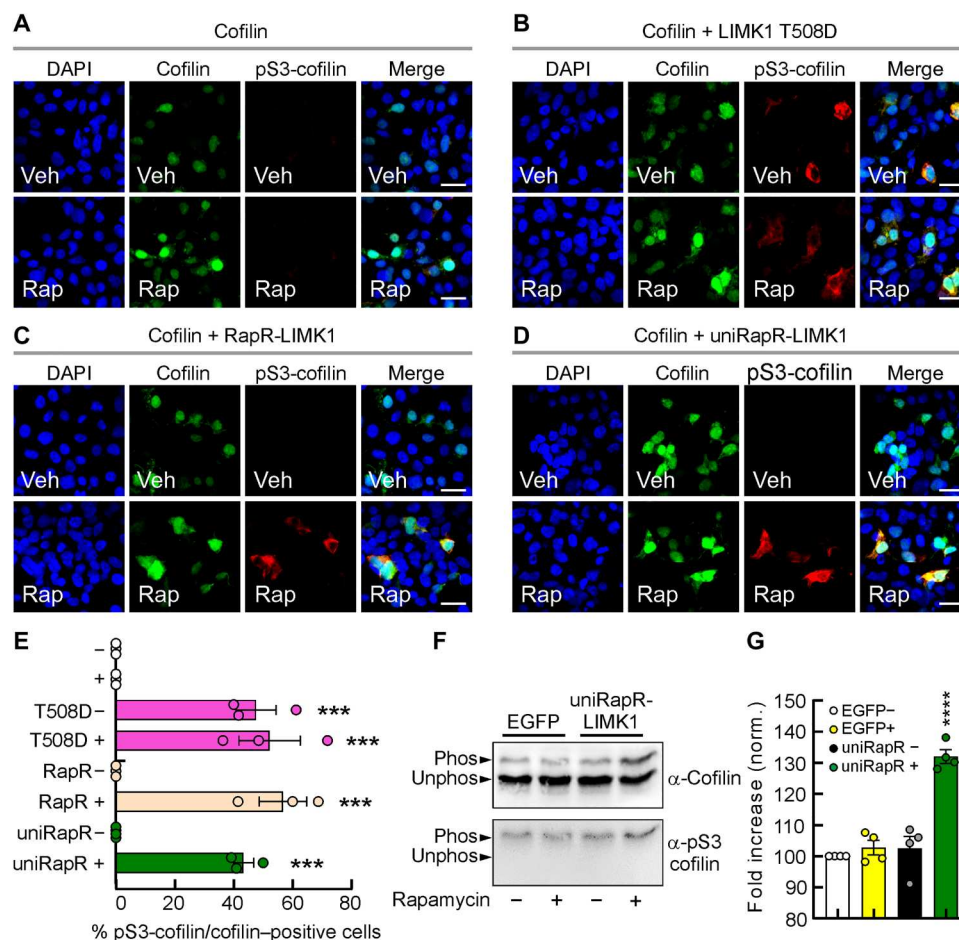 A
Cofilin
DAPI Cofilin pS3-cofilin Merge
Veh Veh Veh Veh
Rap Rap Rap Rap
B
Cofilin + LIMK1 T508D
DAPI Cofilin pS3-cofilin Merge
Veh Veh Veh Veh
Rap Rap Rap Rap
C
Cofilin + RapR-LIMK1
DAPI Cofilin pS3-cofilin Merge
Veh Veh Veh Veh
Rap Rap Rap Rap
D
Cofilin + uniRapR-LIMK1
DAPI Cofilin pS3-cofilin Merge
Veh Veh Veh Veh
Rap Rap Rap Rap
E
–
+
T508D– ***
T508D + ***
RapR–
RapR + ***
uniRapR–
uniRapR + ***
0 20 40 60 80
% pS3-cofilin/cofilin–positive cells
F
EGFP
uniRapR-
LIMK1
Phos
Unphos
α-Cofilin
Phos
Unphos
α-pS3
cofilin
Rapamycin – + – +
G
Fold increase (norm.)
150
140
130
120
110
100
90
80
EGFP–
EGFP+
uniRapR –
uniRapR +
****